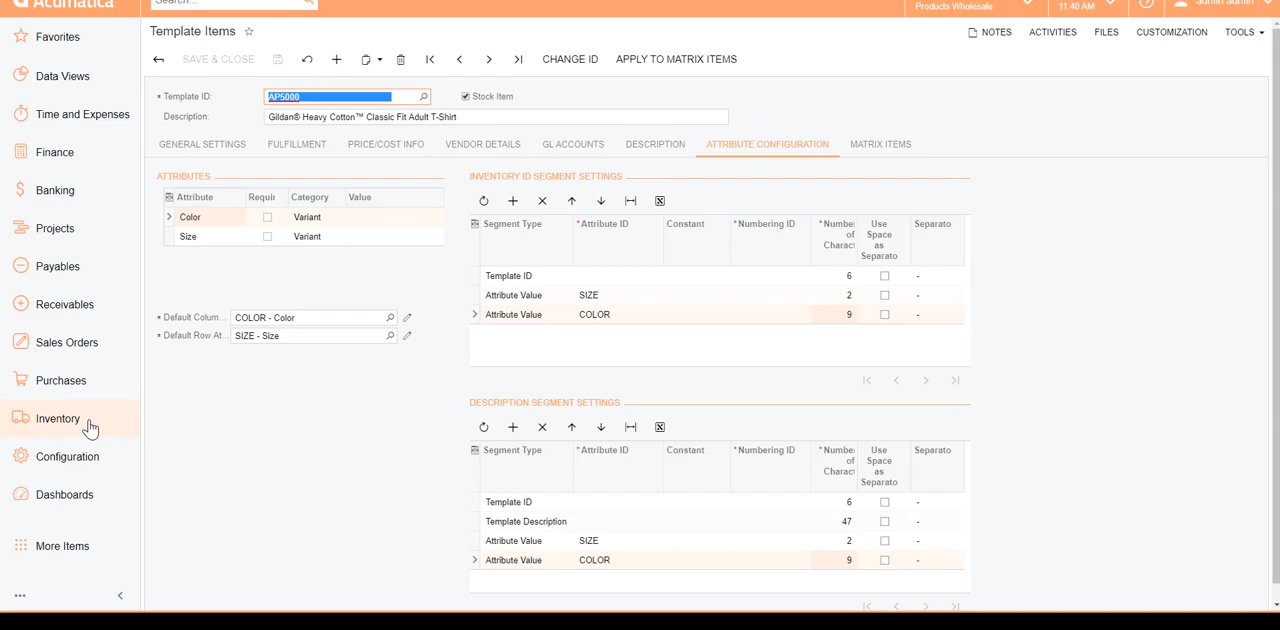 Acumatica
Search...
Products Wholesale
11:40 AM
admin admin
Favorites
Data Views
Time and Expenses
Finance
Banking
Projects
Payables
Receivables
Sales Orders
Purchases
Inventory
Configuration
Dashboards
More Items
Template Items
NOTES ACTIVITIES FILES CUSTOMIZATION TOOLS
SAVE & CLOSE CHANGE ID APPLY TO MATRIX ITEMS
* Template ID: AP5000 Stock Item
Description: Gildan® Heavy Cotton™ Classic Fit Adult T-Shirt
GENERAL SETTINGS FULFILLMENT PRICE/COST INFO VENDOR DETAILS GL ACCOUNTS DESCRIPTION ATTRIBUTE CONFIGURATION MATRIX ITEMS
ATTRIBUTES
Attribute Requir Category Value
Color Variant
Size Variant
* Default Colum... COLOR - Color
* Default Row At... SIZE - Size
INVENTORY ID SEGMENT SETTINGS
Segment Type * Attribute ID Constant * Numbering ID * Number of Charact Use Space as Separato Separato
Template ID 6 -
Attribute Value SIZE 2 -
Attribute Value COLOR 9 -
DESCRIPTION SEGMENT SETTINGS
Segment Type * Attribute ID Constant * Numbering ID * Number of Charact Use Space as Separato Separato
Template ID 6 -
Template Description 47 -
Attribute Value SIZE 2 -
Attribute Value COLOR 9 -